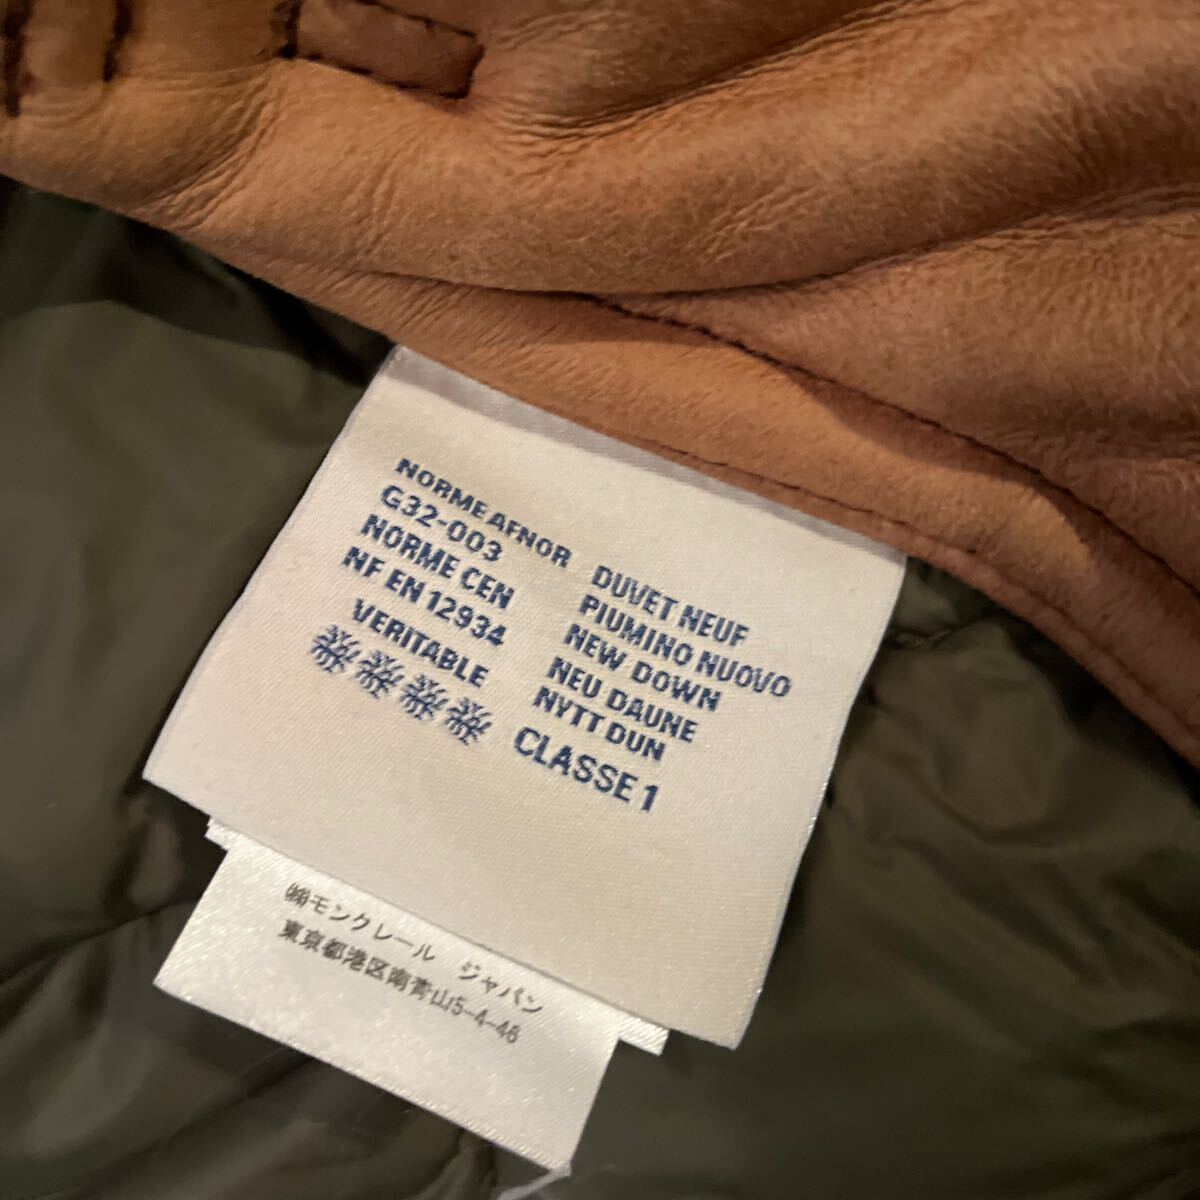 NORME AFNOR
G32-003
NORME CEN
NF EN 12934
VERITABLE
DUVET NEUF
PIUMINO NUOVO
NEW DOWN
NEU DAUNE
NYTT DUN
CLASSE 1
㈱モンクレール ジャパン
東京都港区南青山5-4-46